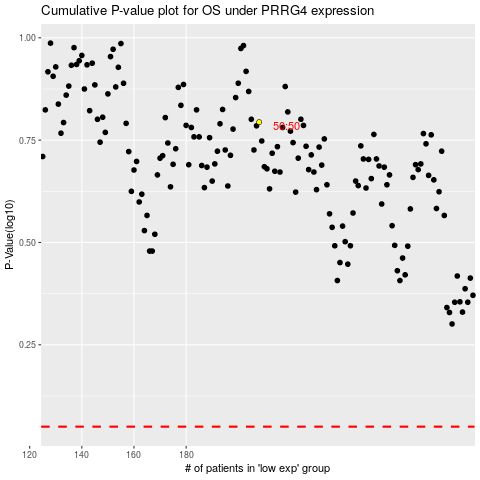 Cumulative P-value plot for OS under PRRG4 expression
1.00
0.75
0.50
0.25
P-Value(log10)
50:50
120 140 160 180
# of patients in 'low exp' group